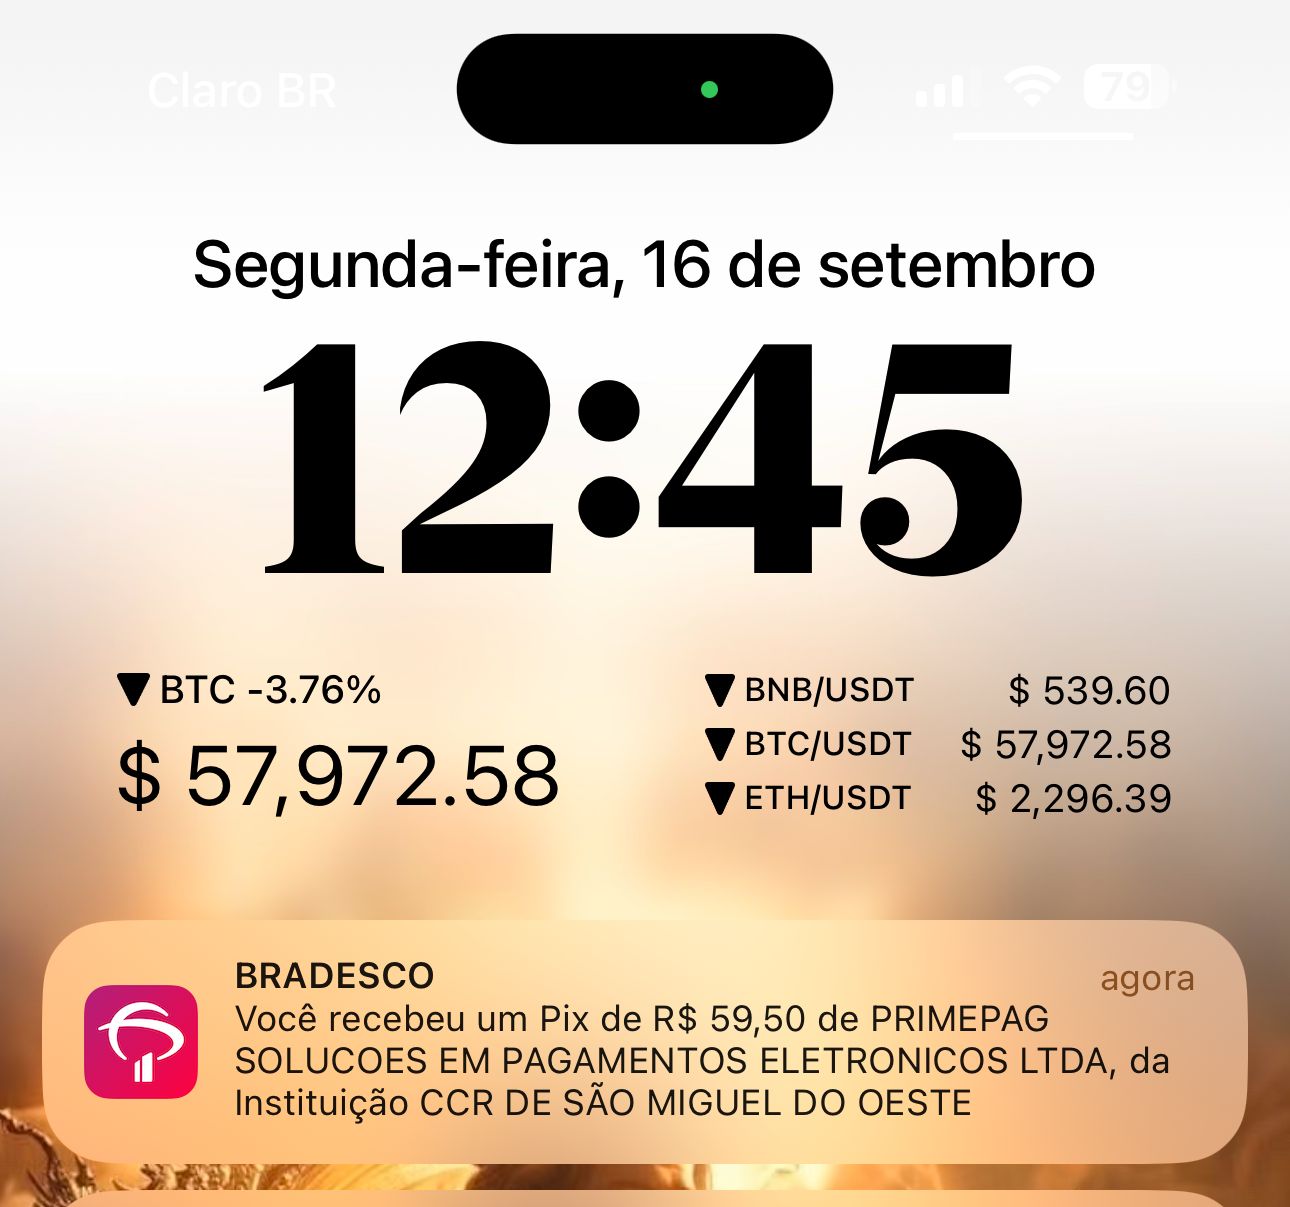 Claro BR
79
Segunda-feira, 16 de setembro
12:45
▼ BTC -3.76%
$ 57,972.58
▼ BNB/USDT $ 539.60
▼ BTC/USDT $ 57,972.58
▼ ETH/USDT $ 2,296.39
BRADESCO agora
Você recebeu um Pix de R$ 59,50 de PRIMEPAG
SOLUCOES EM PAGAMENTOS ELETRONICOS LTDA, da
Instituição CCR DE SÃO MIGUEL DO OESTE